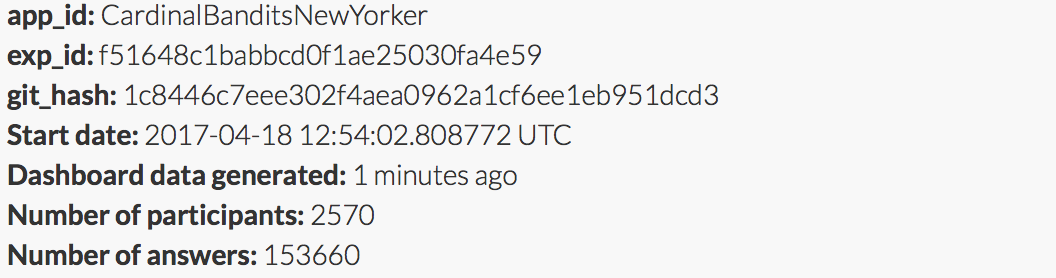 app_id: CardinalBanditsNewYorker
exp_id: f51648c1babbcd0f1ae25030fa4e59
git_hash: 1c8446c7eee302f4aea0962a1cf6ee1eb951dcd3
Start date: 2017-04-18 12:54:02.808772 UTC
Dashboard data generated: 1 minutes ago
Number of participants: 2570
Number of answers: 153660